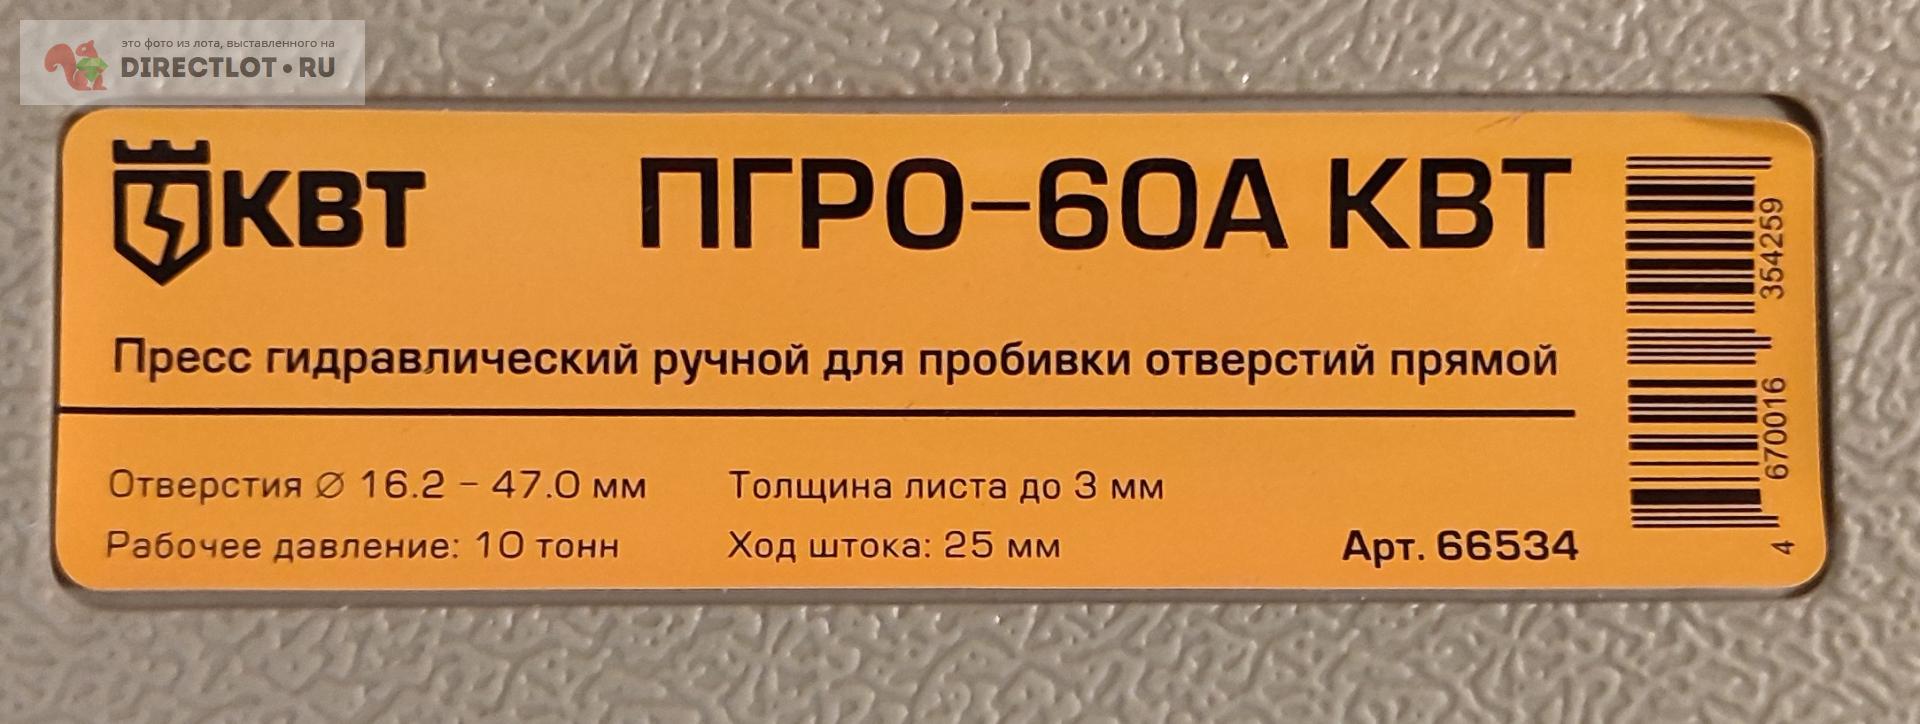 это фото из лота, выставленного на
DIRECTLOT•RU
КВТ
ПГРО-60А КВТ
Пресс гидравлический ручной для пробивки отверстий прямой
Отверстия Ø 16.2 - 47.0 мм
Толщина листа до 3 мм
Рабочее давление: 10 тонн
Ход штока: 25 мм
Арт. 66534
4 670016 354259